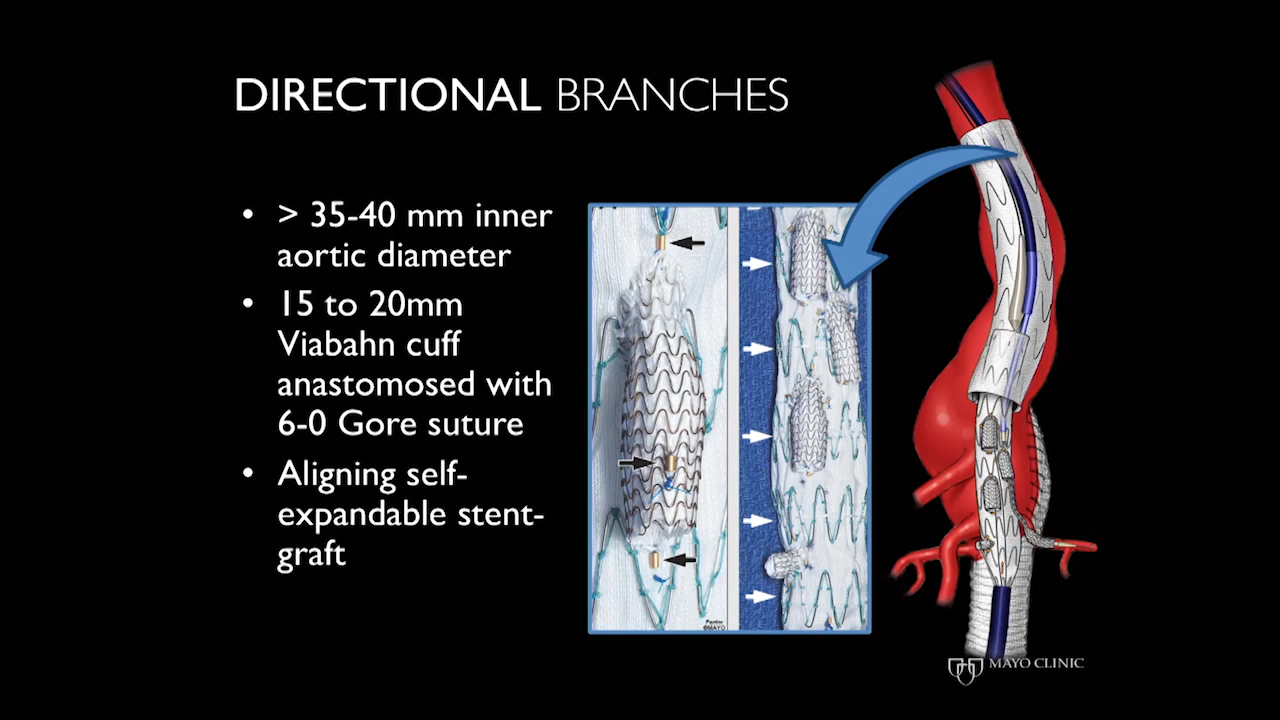 DIRECTIONAL BRANCHES
• > 35-40 mm inner
aortic diameter
• 15 to 20mm
Viabahn cuff
anastomosed with
6-0 Gore suture
• Aligning self-
expandable stent-
graft
©MAYO
MAYO CLINIC